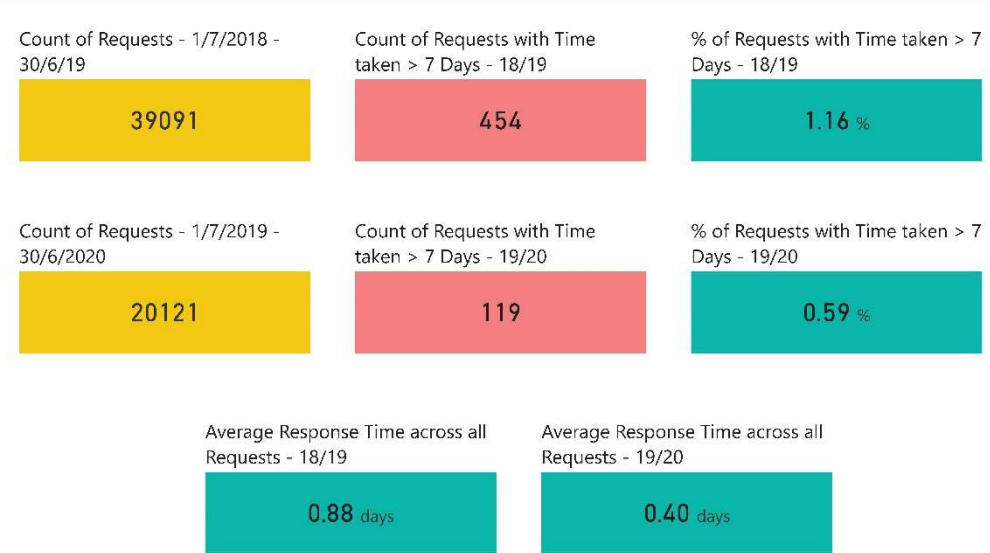 Count of Requests - 1/7/2018 -
30/6/19
39091
Count of Requests with Time
taken > 7 Days - 18/19
454
% of Requests with Time taken > 7
Days - 18/19
1.16 %
Count of Requests - 1/7/2019 -
30/6/2020
20121
Count of Requests with Time
taken > 7 Days - 19/20
119
% of Requests with Time taken > 7
Days - 19/20
0.59 %
Average Response Time across all
Requests - 18/19
0.88 days
Average Response Time across all
Requests - 19/20
0.40 days